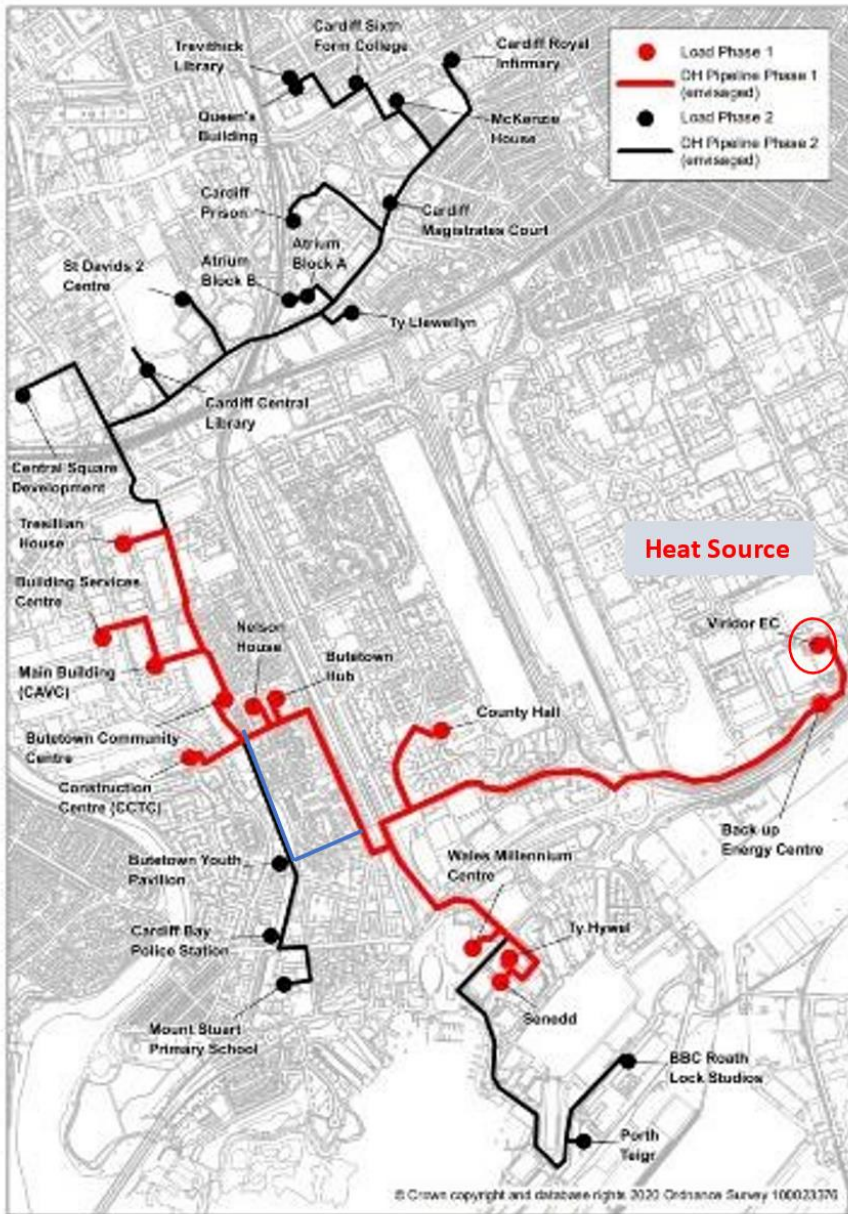 Cardiff Sixth
Form College
Trevithick
Library
Cardiff Royal
Infirmary
Queen's
Building
McKenzie
House
Cardiff
Prison
Cardiff
Magistrates Court
Atrium
Block A
Atrium
Block B
St Davids 2
Centre
Ty Llewellyn
Cardiff Central
Library
Central Square
Development
Tresillian
House
Building Services
Centre
Main Building
(CAVC)
Nelson
House
Butetown
Hub
Butetown Community
Centre
Construction
Centre (CCTC)
County Hall
Heat Source
Viridor EC
Back up
Energy Centre
Butetown Youth
Pavilion
Wales Millennium
Centre
Cardiff Bay
Police Station
Ty Hywel
Senedd
Mount Stuart
Primary School
BBC Roath
Lock Studios
Porth
Teigr
Load Phase 1
DH Pipeline Phase 1
(envisaged)
Load Phase 2
DH Pipeline Phase 2
(envisaged)
© Crown copyright and database rights 2020 Ordnance Survey 100023376